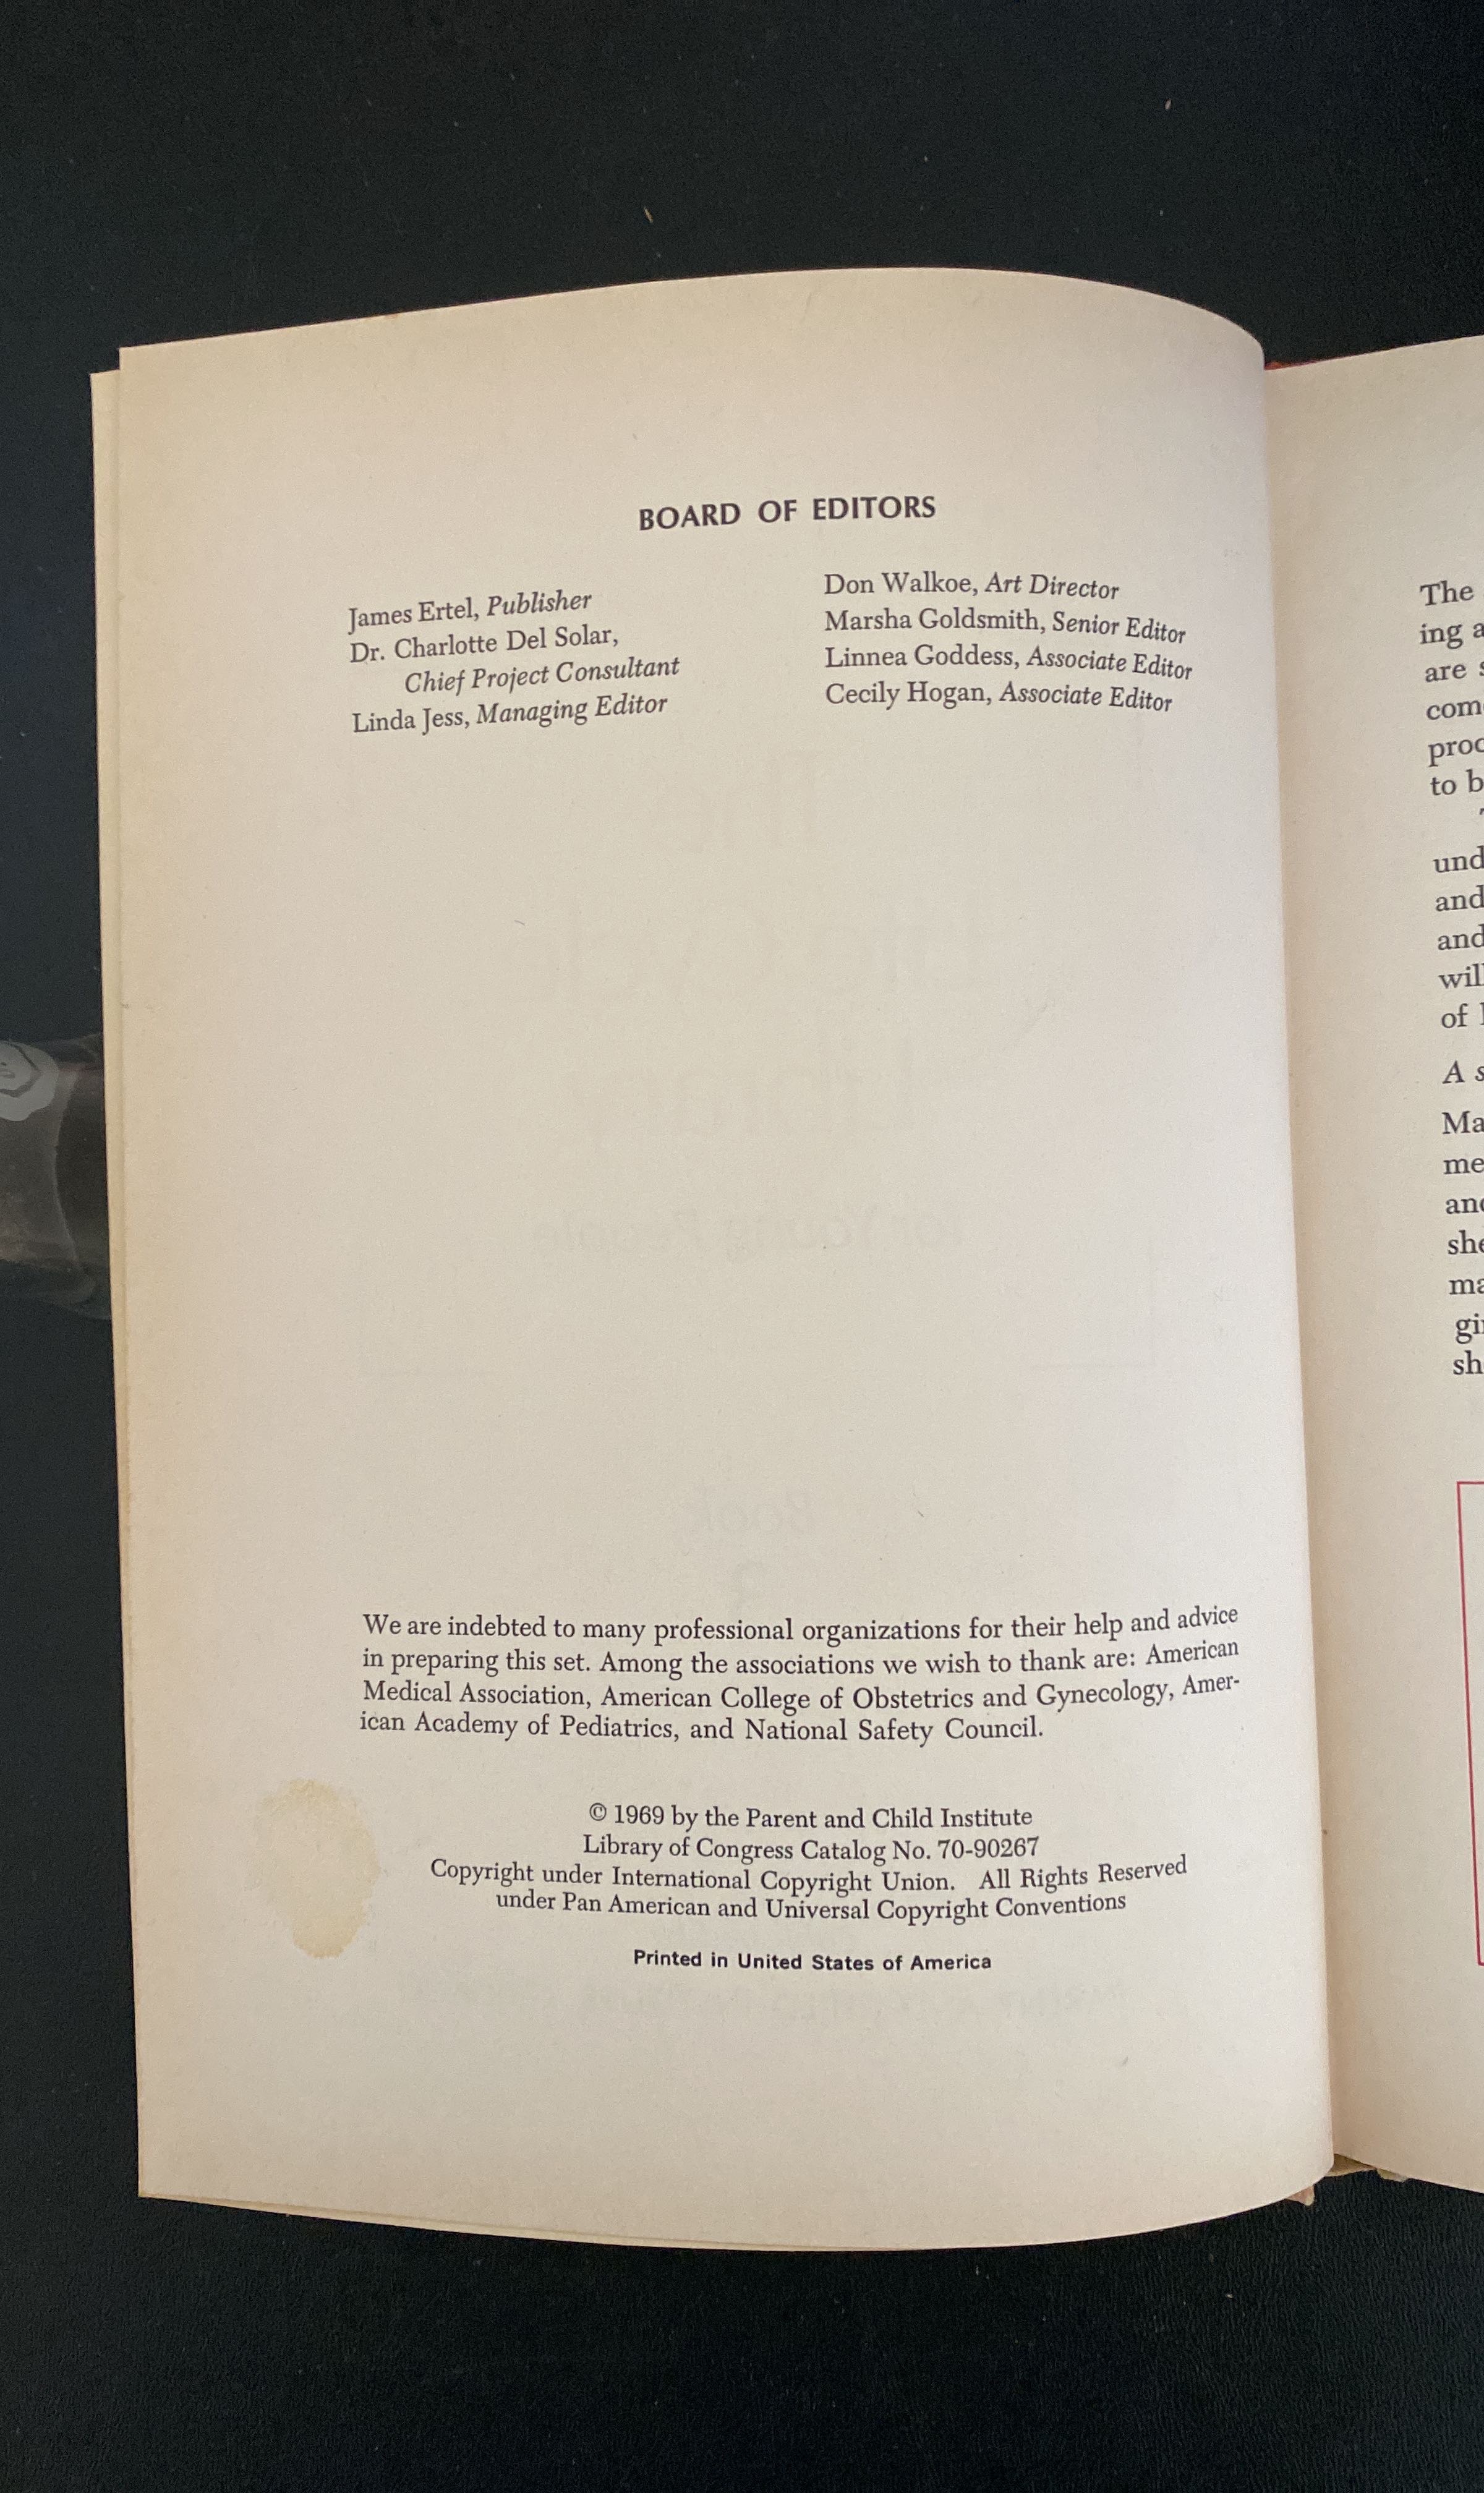 BOARD OF EDITORS
James Ertel, Publisher
Dr. Charlotte Del Solar,
Chief Project Consultant
Linda Jess, Managing Editor
Don Walkoe, Art Director
Marsha Goldsmith, Senior Editor
Linnea Goddess, Associate Editor
Cecily Hogan, Associate Editor
We are indebted to many professional organizations for their help and advice
in preparing this set. Among the associations we wish to thank are: American
Medical Association, American College of Obstetrics and Gynecology, Amer-
ican Academy of Pediatrics, and National Safety Council.
© 1969 by the Parent and Child Institute
Library of Congress Catalog No. 70-90267
Copyright under International Copyright Union. All Rights Reserved
under Pan American and Universal Copyright Conventions
Printed in United States of America
The
ing
are
to
of
A